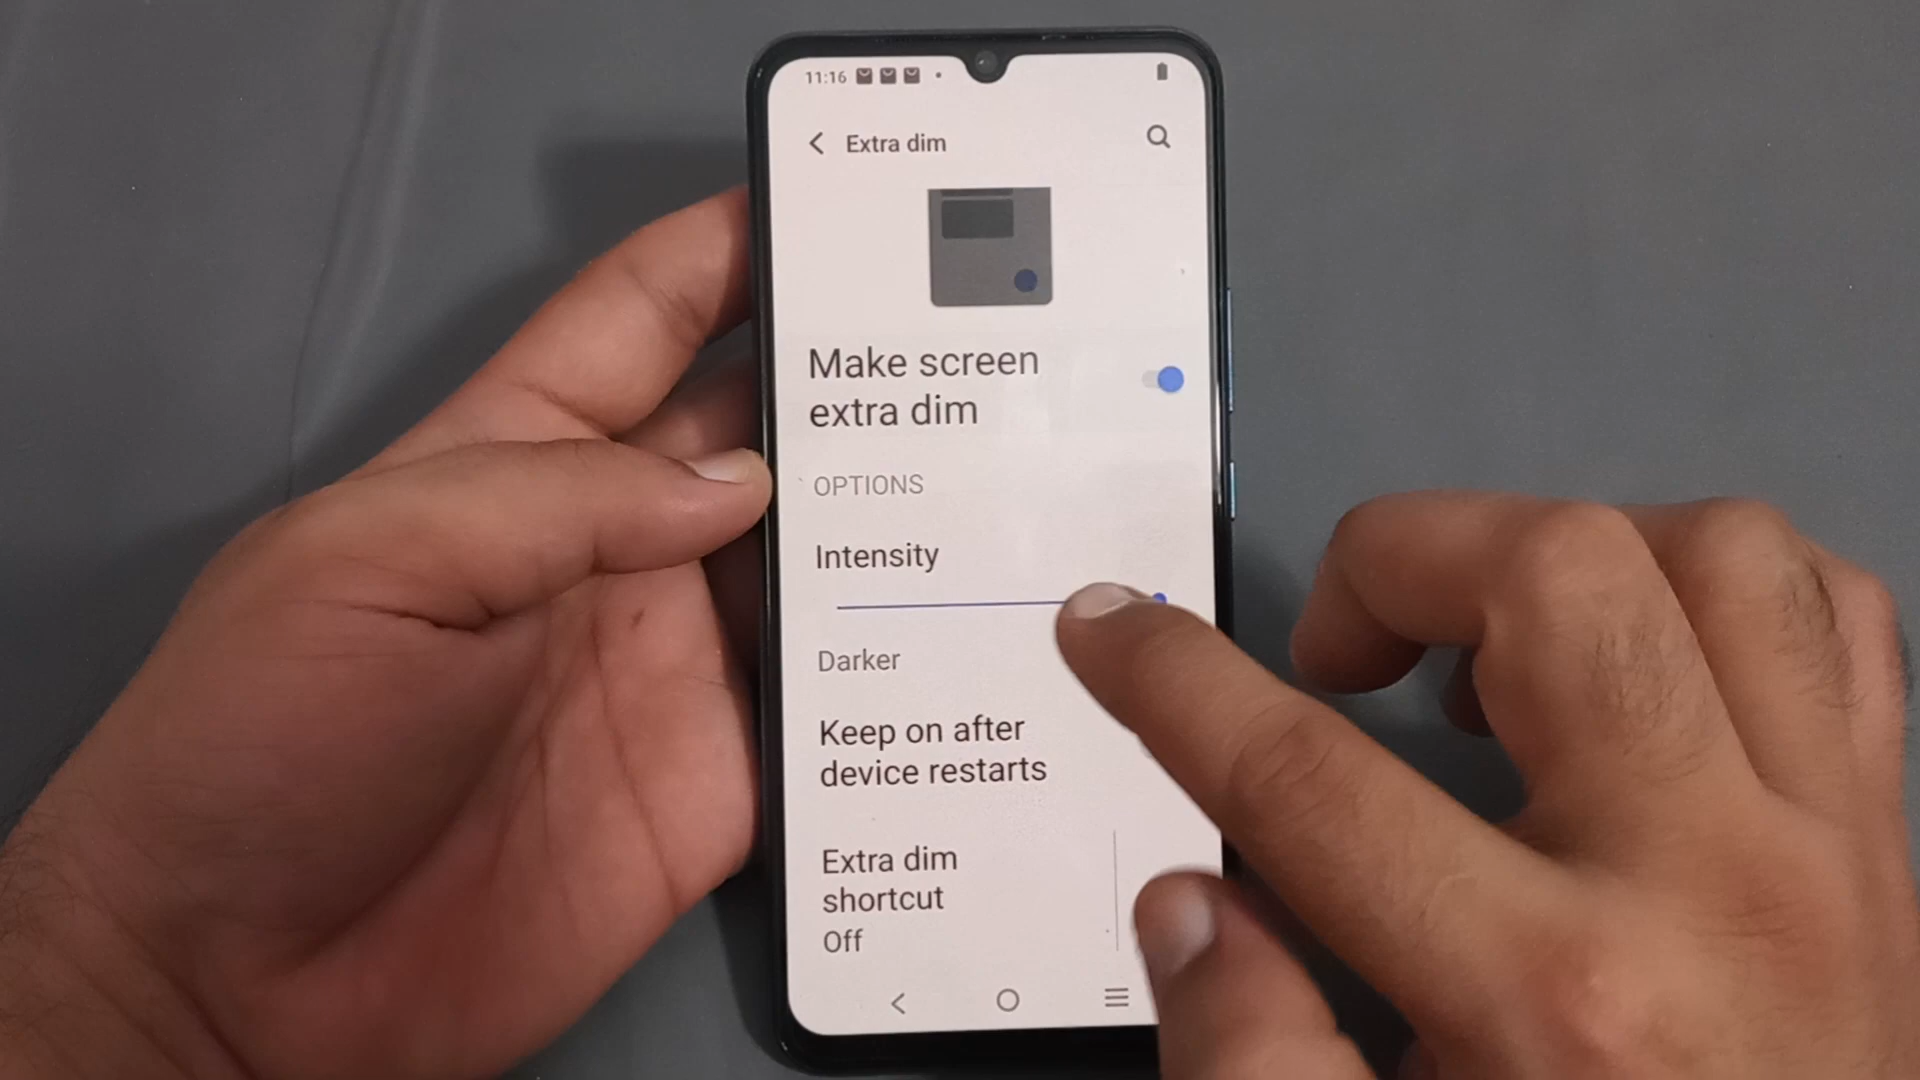 11:16
Extra dim
Make screen
extra dim
OPTIONS
Intensity
Darker
Keep on after
device restarts
Extra dim
shortcut
Off